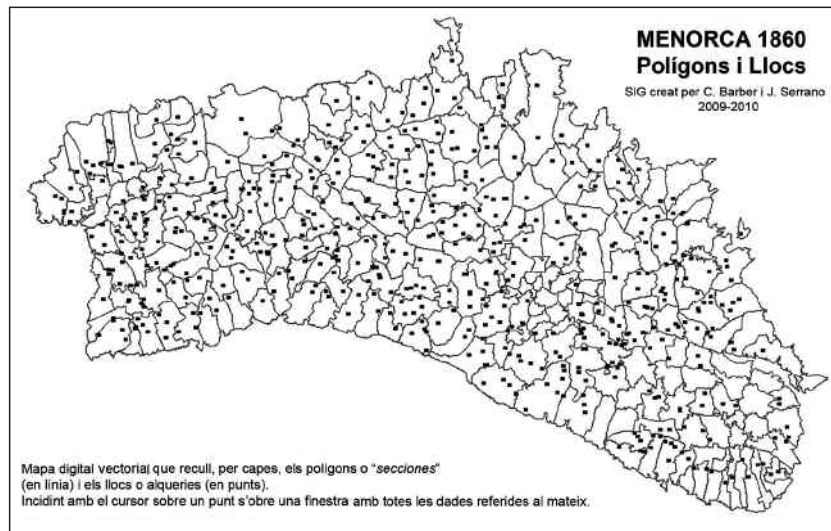 MENORCA 1860
Polígons i Llocs
SIG creat per C. Barber i J. Serrano
2009-2010
Mapa digital vectorial que recull, per capes, els polígons o "secciones"
(en línia) i els llocs o alqueries (en punts).
Incidint amb el cursor sobre un punt s'obre una finestra amb totes les dades referides al mateix.